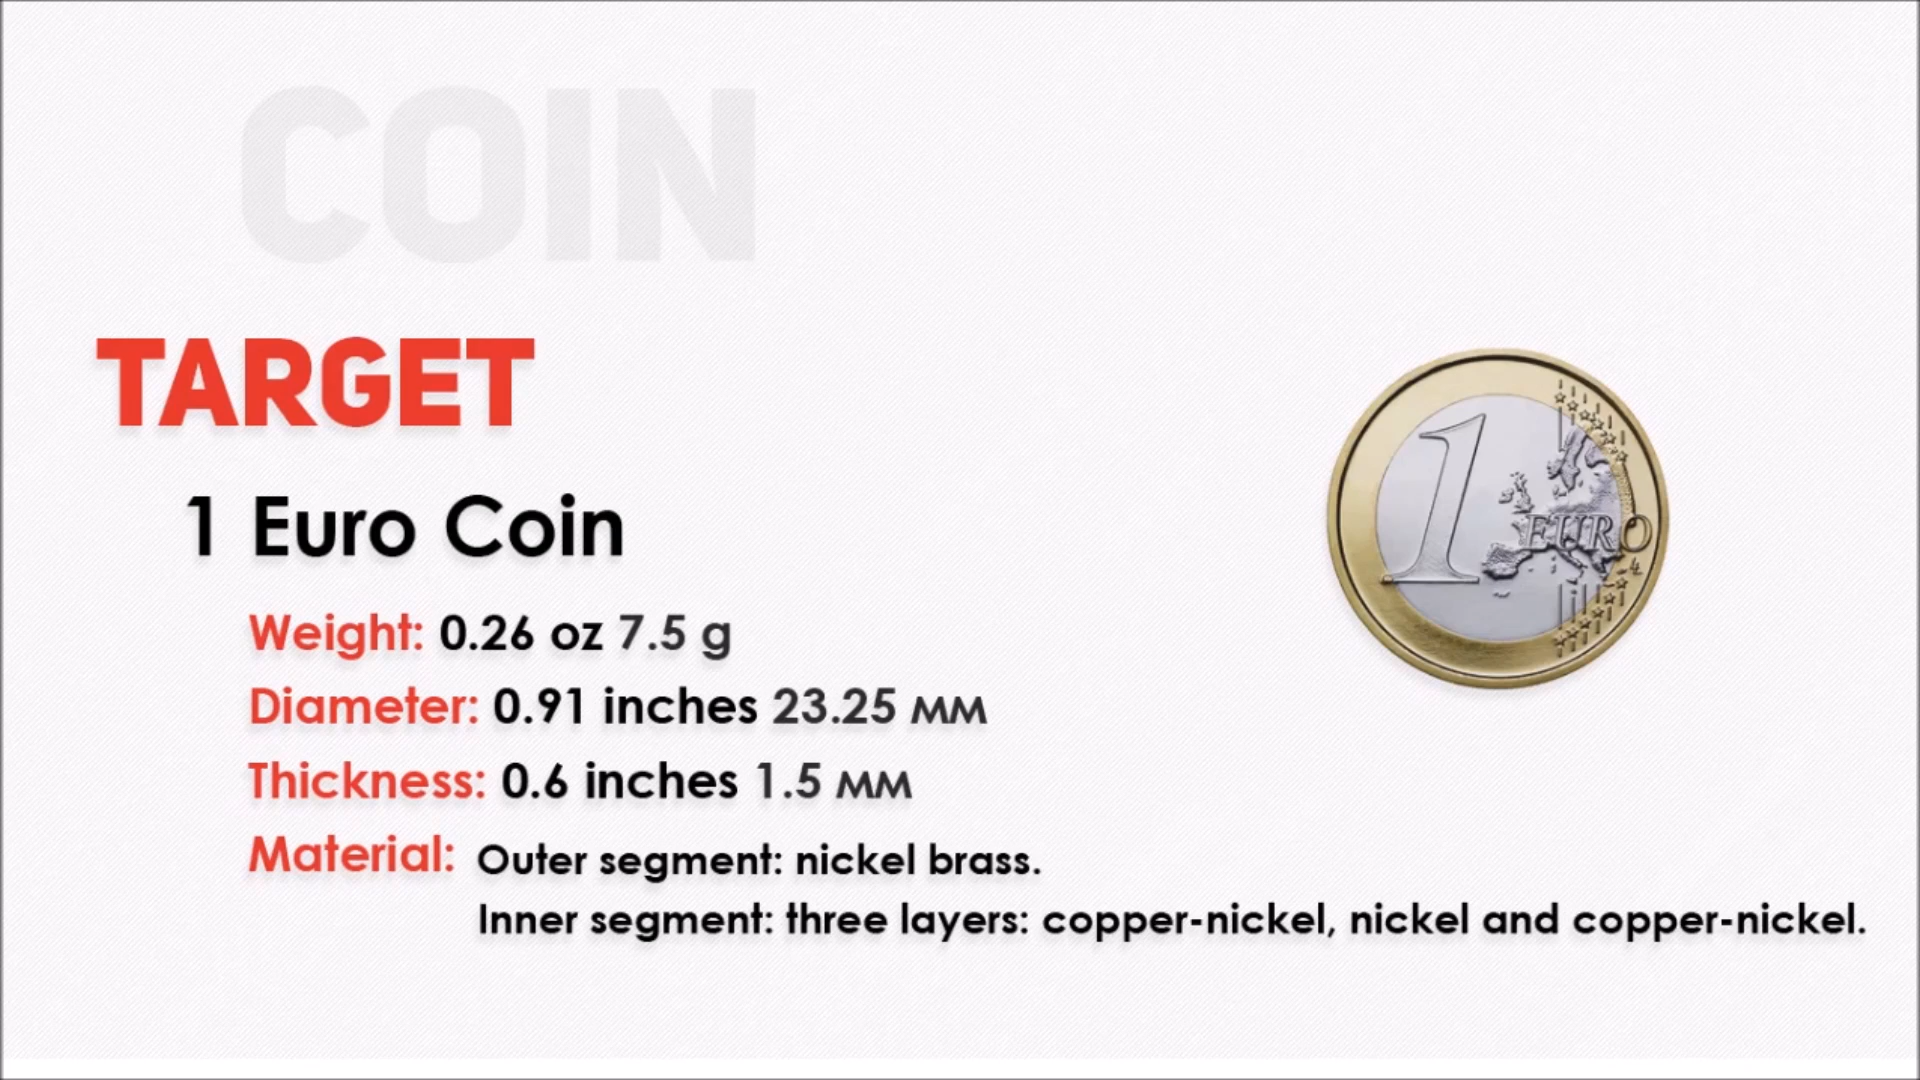 COIN
TARGET
1 Euro Coin
Weight: 0.26 oz 7.5 g
Diameter: 0.91 inches 23.25 мм
Thickness: 0.6 inches 1.5 мм
Material: Outer segment: nickel brass.
Inner segment: three layers: copper-nickel, nickel and copper-nickel.
1
EURO